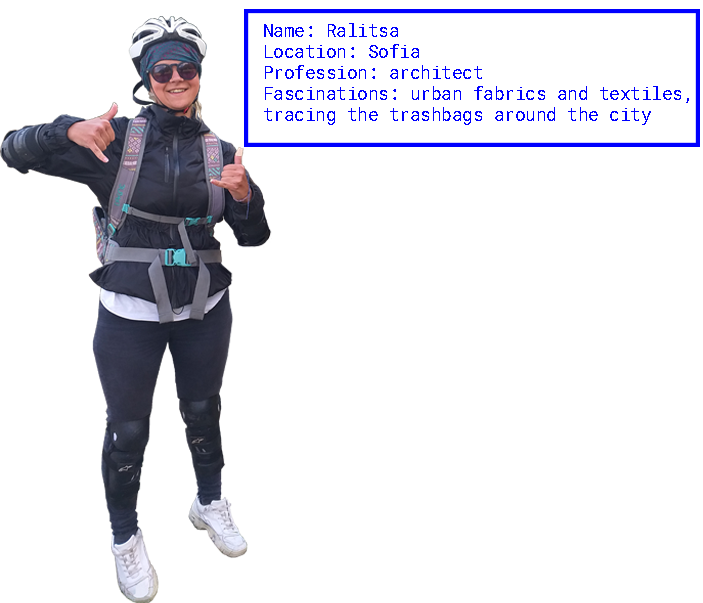 Name: Ralitsa
Location: Sofia
Profession: architect
Fascinations: urban fabrics and textiles,
tracing the trashbags around the city